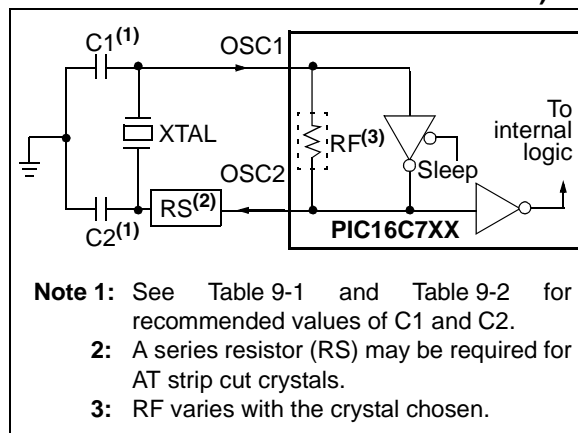 C1(1)
OSC1
XTAL
RF(3)
To
internal
logic
Sleep
OSC2
RS(2)
C2(1)
PIC16C7XX
Note 1: See Table 9-1 and Table 9-2 for
recommended values of C1 and C2.
2: A series resistor (RS) may be required for
AT strip cut crystals.
3: RF varies with the crystal chosen.